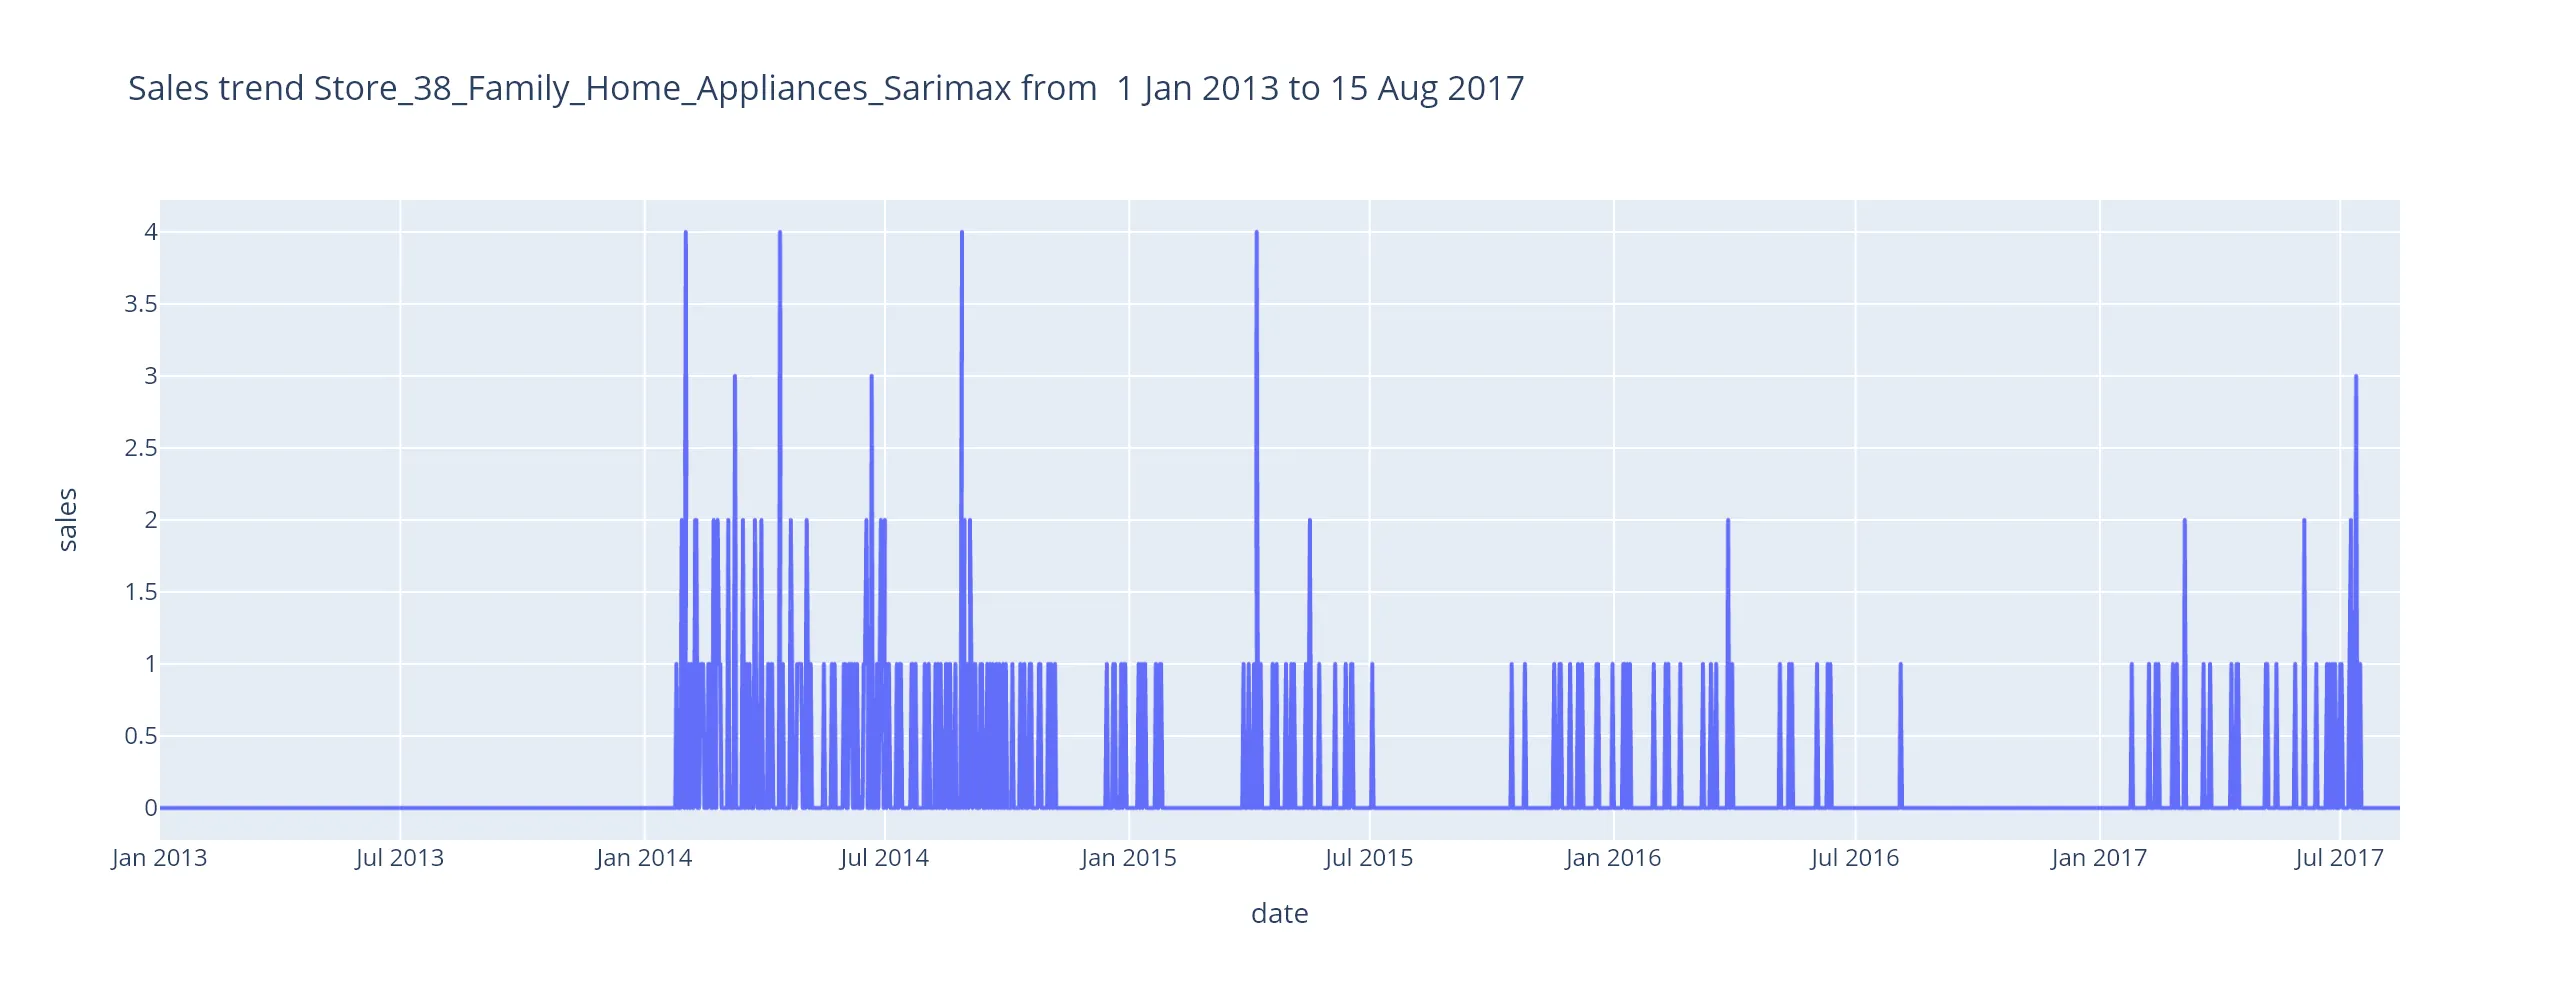 Sales trend Store_38_Family_Home_Appliances_Sarimax from  1 Jan 2013 to 15 Aug 2017
4
3.5
3
2.5
2
1.5
1
0.5
0
sales
Jan 2013 Jul 2013 Jan 2014 Jul 2014 Jan 2015 Jul 2015 Jan 2016 Jul 2016 Jan 2017 Jul 2017
date